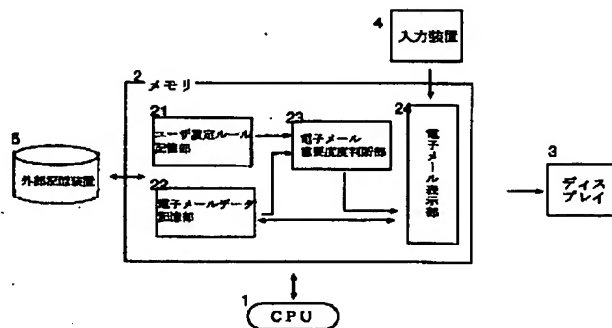 4
入力装置
2
メモリ
21
ユーザ設定ルール
記憶部
23
電子メール
重要度判断部
24
電子メール表示部
5
外部記憶装置
22
電子メールデータ
記憶部
3
ディス
プレイ
1
CPU